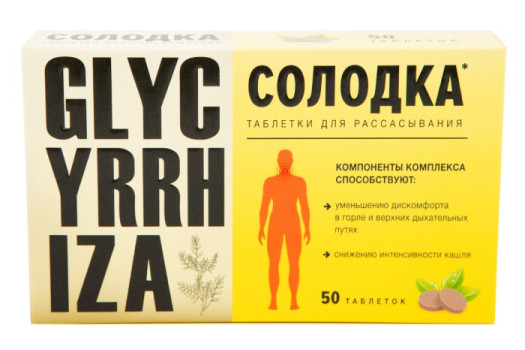 СОЛОДКА
50 ТАБЛЕТОК
GLYC
YRRH
IZA
СОЛОДКА*
ТАБЛЕТКИ ДЛЯ РАССАСЫВАНИЯ
КОМПОНЕНТЫ КОМПЛЕКСА
СПОСОБСТВУЮТ:
→ уменьшению дискомфорта
в горле и верхних дыхательных
путях
→ снижению интенсивности кашля
50 ТАБЛЕТОК